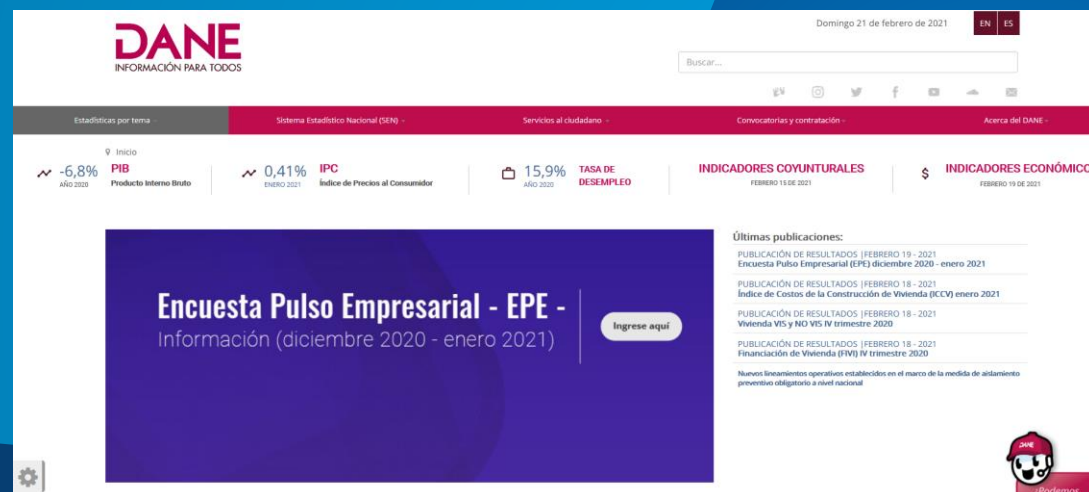 Domingo 21 de febrero de 2021 EN ES
DANE
INFORMACIÓN PARA TODOS
Buscar...
Estadísticas por tema
Sistema Estadístico Nacional (SEN)
Servicios al ciudadano
Convocatorias y contratación
Acerca del DANE
Inicio
-6,8%
AÑO 2020
PIB
Producto Interno Bruto
0,41%
ENERO 2021
IPC
Índice de Precios al Consumidor
15,9%
AÑO 2020
TASA DE
DESEMPLEO
INDICADORES COYUNTURALES
FEBRERO 15 DE 2021
$
INDICADORES ECONÓMICO
FEBRERO 19 DE 2021
Encuesta Pulso Empresarial - EPE -
Información (diciembre 2020 - enero 2021)
Ingrese aquí
Últimas publicaciones:
PUBLICACIÓN DE RESULTADOS |FEBRERO 19 - 2021
Encuesta Pulso Empresarial (EPE) diciembre 2020 - enero 2021
PUBLICACIÓN DE RESULTADOS |FEBRERO 18 - 2021
Índice de Costos de la Construcción de Vivienda (ICCV) enero 2021
PUBLICACIÓN DE RESULTADOS |FEBRERO 18 - 2021
Vivienda VIS y NO VIS IV trimestre 2020
PUBLICACIÓN DE RESULTADOS |FEBRERO 18 - 2021
Financiación de Vivienda (FIVI) IV trimestre 2020
Nuevos lineamientos operativos establecidos en el marco de la medida de aislamiento
preventivo obligatorio a nivel nacional
DANE
¿Podemos